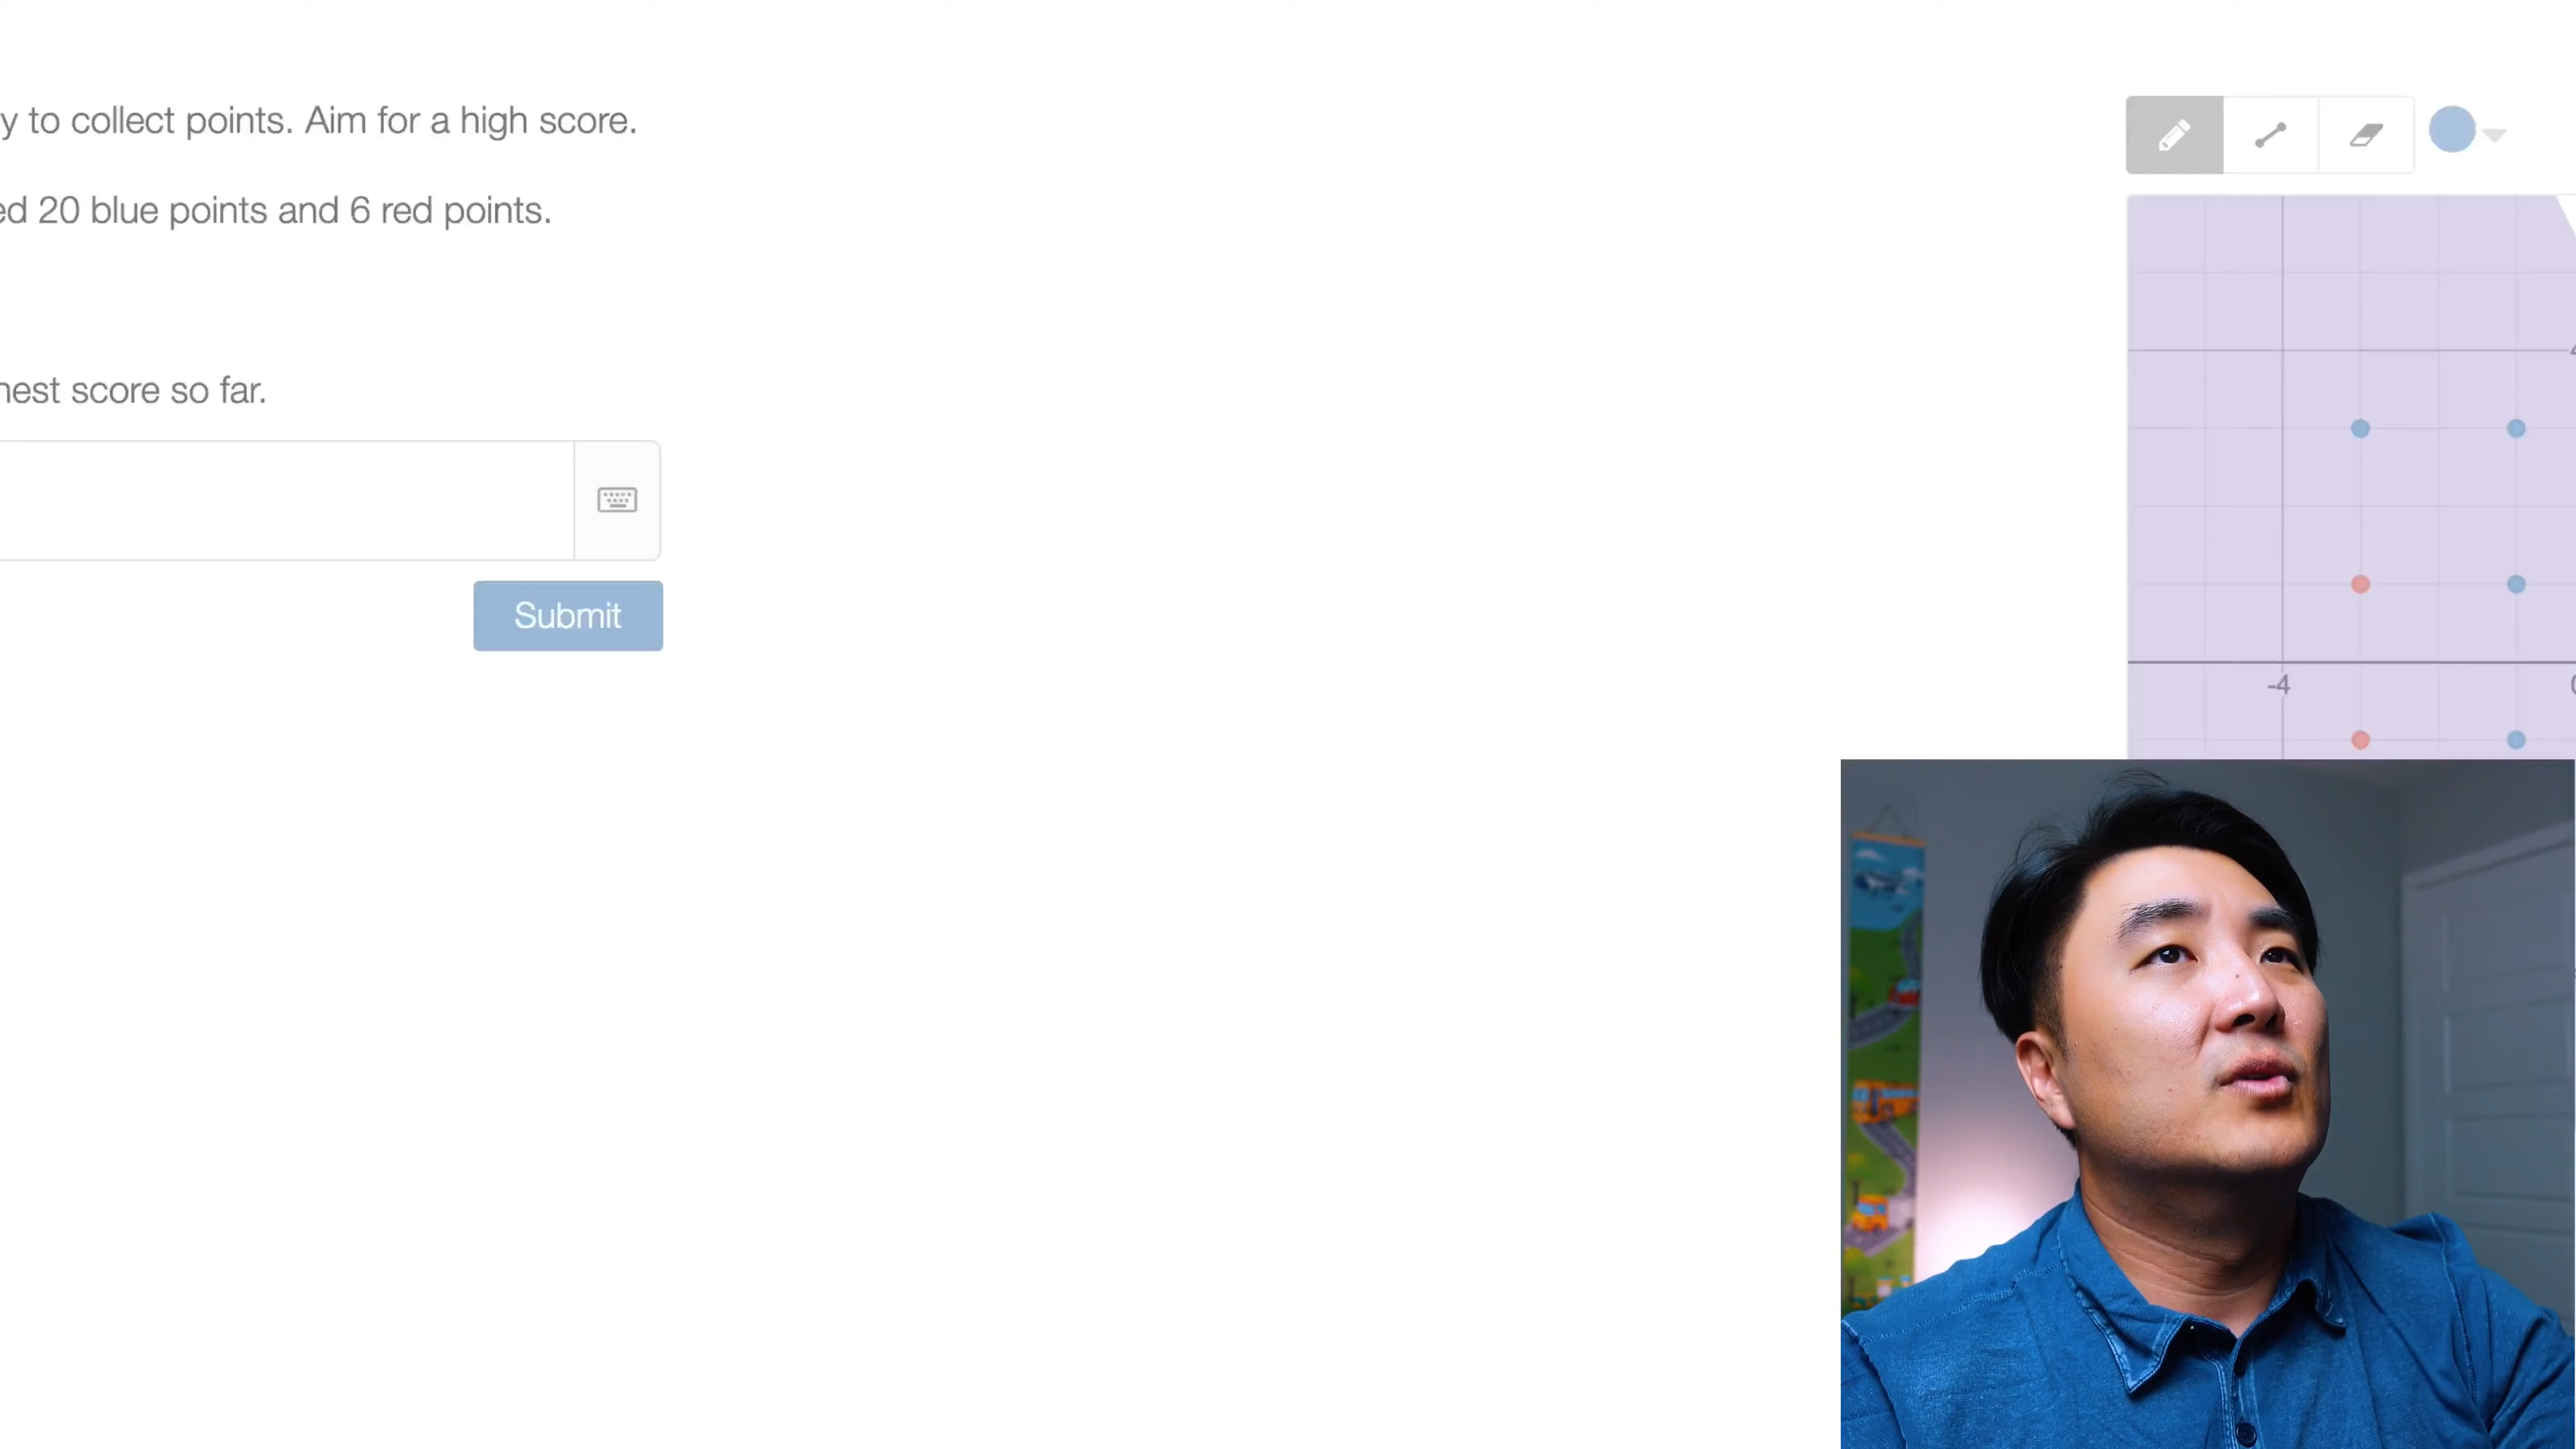 y to collect points. Aim for a high score.
ed 20 blue points and 6 red points.
nest score so far.
Submit
-4